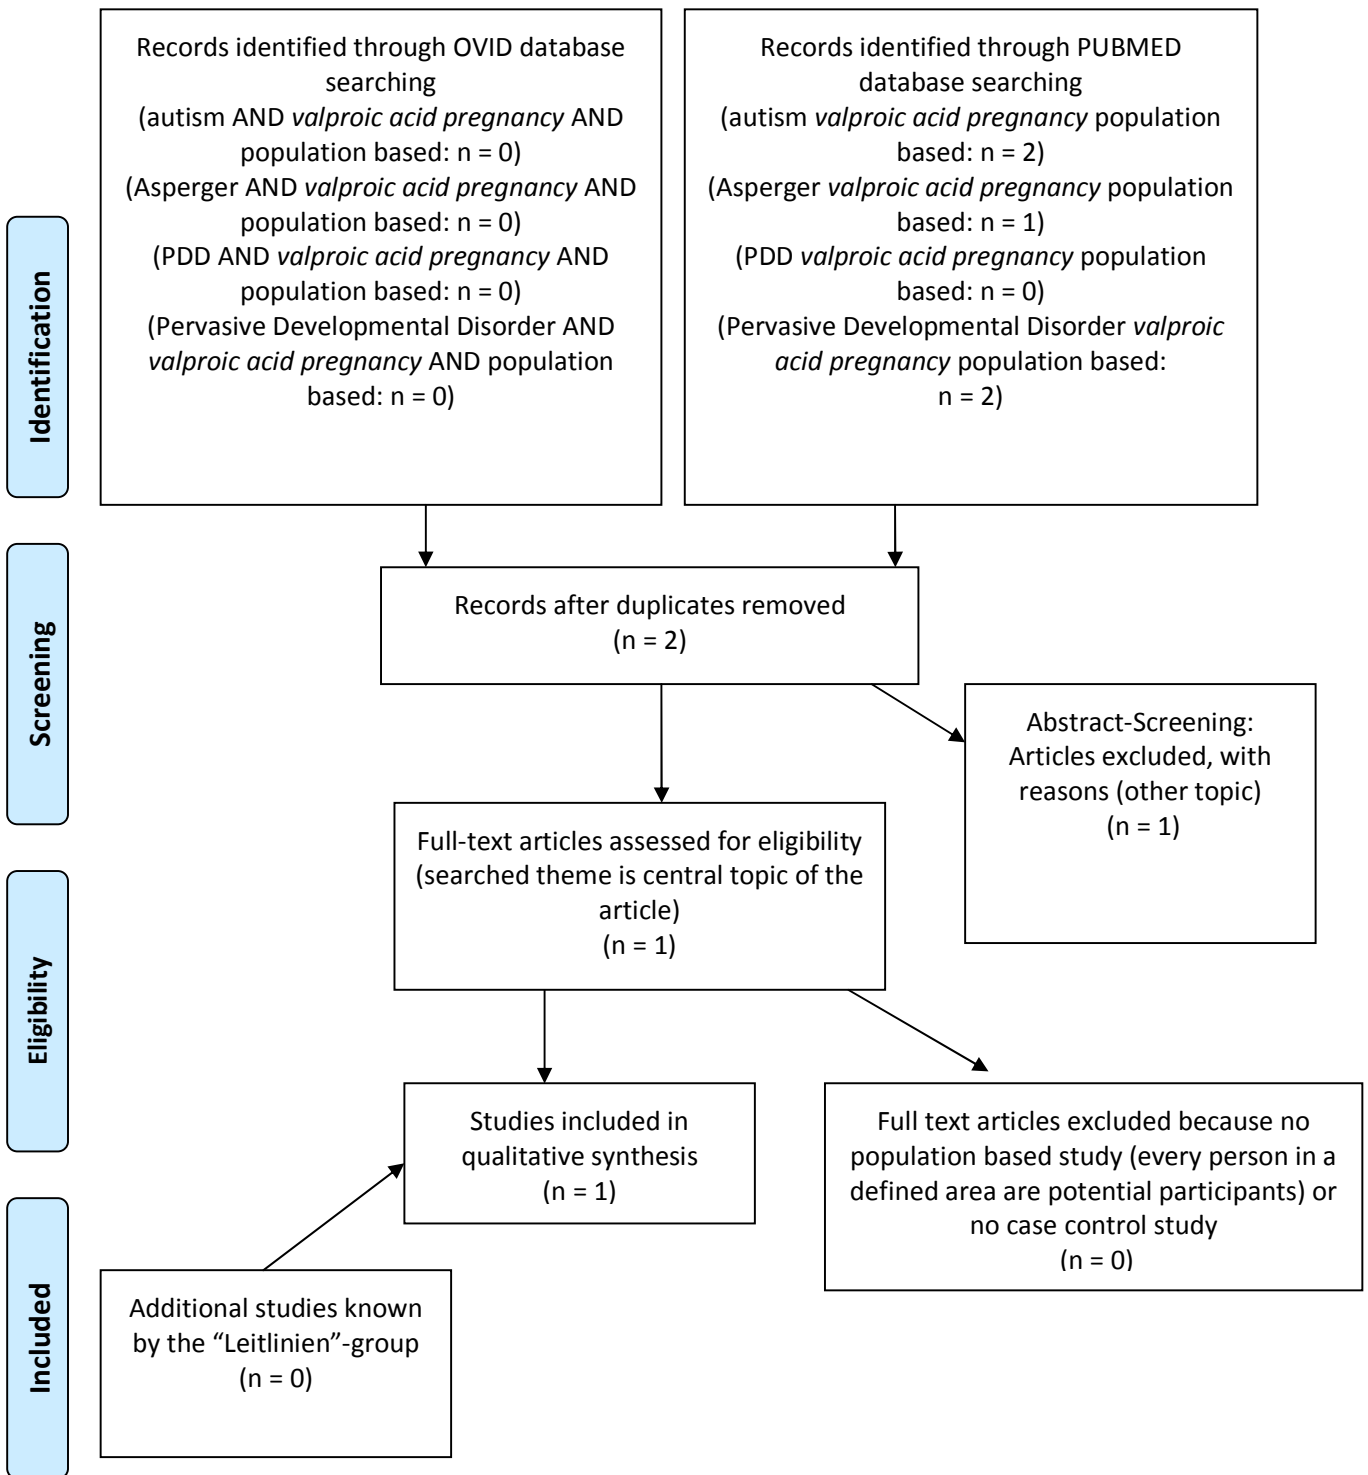 Records identified through OVID database
searching
(autism AND valproic acid pregnancy AND
population based: n = 0)
(Asperger AND valproic acid pregnancy AND
population based: n = 0)
(PDD AND valproic acid pregnancy AND
population based: n = 0)
(Pervasive Developmental Disorder AND
valproic acid pregnancy AND population
based: n = 0)
Records identified through PUBMED
database searching
(autism valproic acid pregnancy population
based: n = 2)
(Asperger valproic acid pregnancy population
based: n = 1)
(PDD valproic acid pregnancy population
based: n = 0)
(Pervasive Developmental Disorder valproic
acid pregnancy population based:
n = 2)
Identification
Records after duplicates removed
(n = 2)
Screening
Abstract-Screening:
Articles excluded, with
reasons (other topic)
(n = 1)
Full-text articles assessed for eligibility
(searched theme is central topic of the
article)
(n = 1)
Eligibility
Studies included in
qualitative synthesis
(n = 1)
Full text articles excluded because no
population based study (every person in a
defined area are potential participants) or
no case control study
(n = 0)
Included
Additional studies known
by the “Leitlinien”-group
(n = 0)